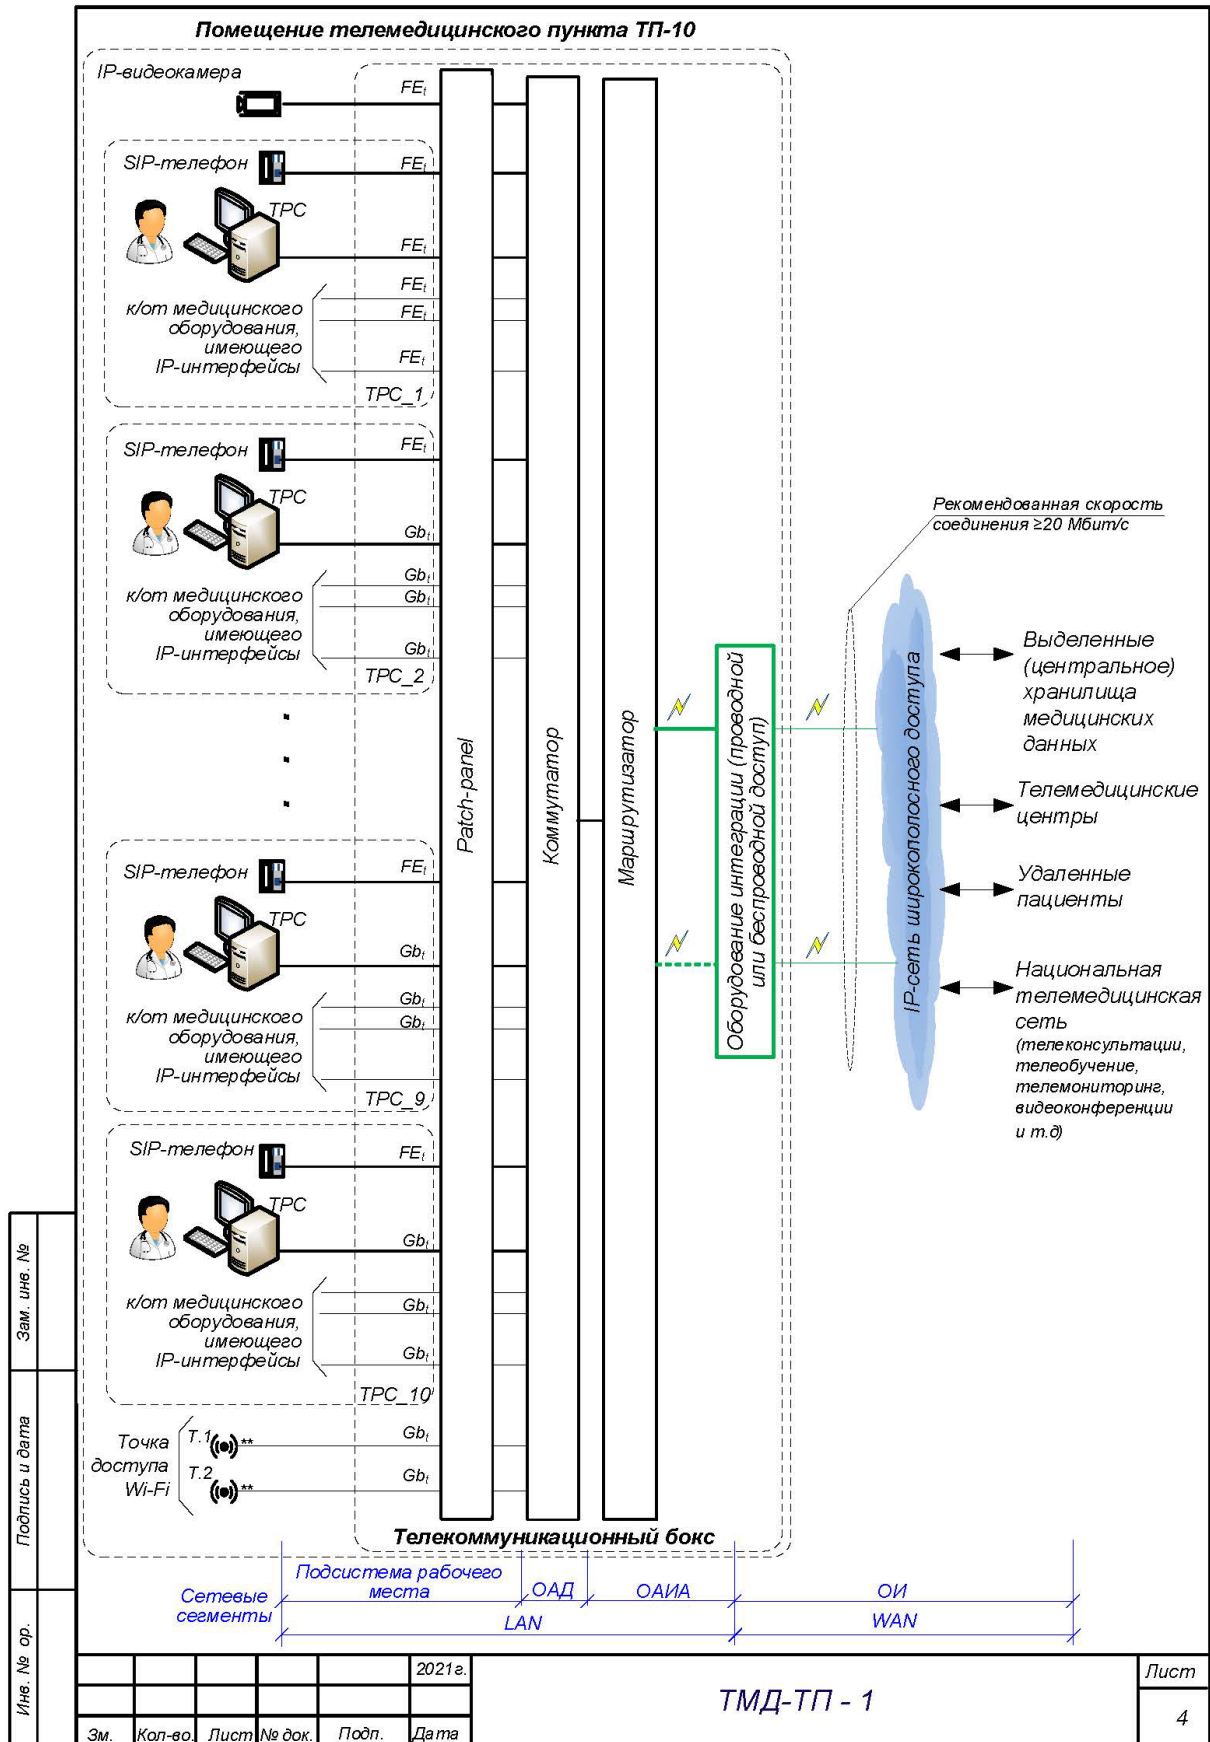 Помещение телемедицинского пункта ТП-10
IP-видеокамера
FEt
SIP-телефон
FEt
TPC
FEt
FEt
к/от медицинского
FEt
оборудования,
имеющего
FEt
IP-интерфейсы
TPC_1
SIP-телефон
FEt
TPC
Gbt
Gbt
к/от медицинского
Gbt
оборудования,
имеющего
Gbt
IP-интерфейсы
TPC_2
SIP-телефон
FEt
TPC
Gbt
Gbt
к/от медицинского
Gbt
оборудования,
имеющего
IP-интерфейсы
TPC_9
SIP-телефон
FEt
TPC
Gbt
к/от медицинского
Gbt
оборудования,
имеющего
Gbt
IP-интерфейсы
TPC_10
Точка
доступа
Wi-Fi
T.1
**
Gbt
T.2
**
Gbt
Patch-panel
Коммутатор
Маршрутизатор
Оборудование интеграции (проводной
или беспроводной доступ)
Рекомендованная скорость
соединения ≥20 Мбит/с
IP-сеть широкополосного доступа
Выделенные
(центральное)
хранилища
медицинских
данных
Телемедицинские
центры
Удаленные
пациенты
Национальная
телемедицинская
сеть
(телеконсультации,
телеобучение,
телемониторинг,
видеоконференции
и т.д)
Телекоммуникационный бокс
Сетевые
сегменты
Подсистема рабочего
места
ОАД
ОАИА
ОИ
LAN
WAN
Зам. инв. №
Подпись и дата
Инв. № ор.
2021г.
Зм.
Кол-во.
Лист
№ док.
Подп.
Дата
ТМД-ТП - 1
Лист
4